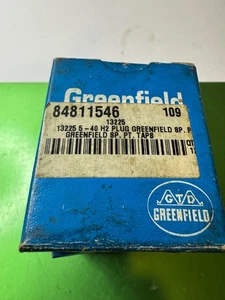 Greenfield
84811546 109
13225
13225 5-40 H2 PLUG GREENFIELD SP. P
GREENFIELD SP. PT. TAPS
GTD
GREENFIELD